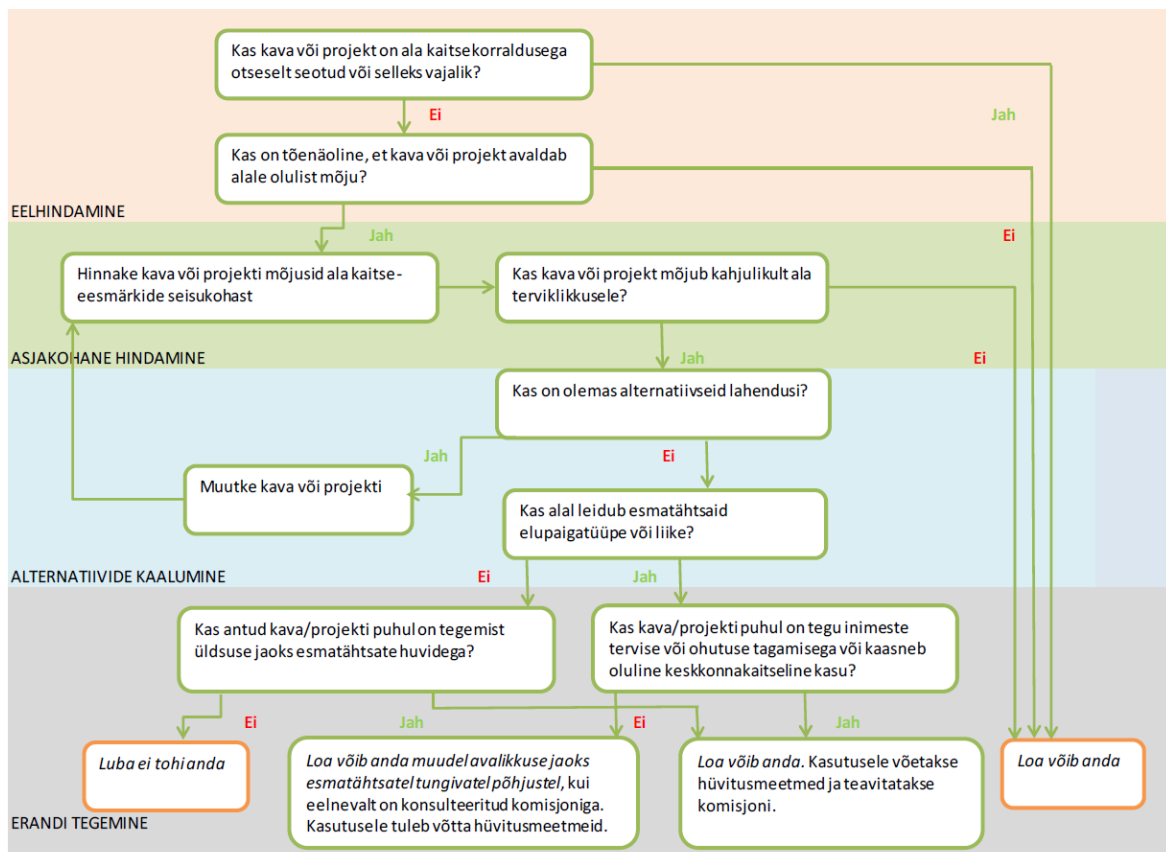 Kas kava või projekt on ala kaitsekorraldusega
otseselt seotud või selleks vajalik?
Ei
Jah
Kas on tõenäoline, et kava või projekt avaldab
alale olulist mõju?
EELHINDAMINE
Jah
Ei
Hinnake kava või projekti mõjusid ala kaitse-
eesmärkide seisukohast
Kas kava või projekt mõjub kahjulikult ala
terviklikkusele?
ASJAKOHANE HINDAMINE
Jah
Ei
Kas on olemas alternatiivseid lahendusi?
Jah
Ei
Muutke kava või projekti
Kas alal leidub esmatähtsaid
elupaigatüüpe või liike?
ALTERNATIIVIDE KAALUMINE
Ei
Jah
Kas antud kava/projekti puhul on tegemist
üldsuse jaoks esmatähtsate huvidega?
Kas kava/projekti puhul on tegu inimeste
tervise või ohutuse tagamisega või kaasneb
oluline keskkonnakaitseline kasu?
Ei
Jah
Ei
Jah
Luba ei tohi anda
Loa võib anda muudel avalikkuse jaoks
esmatähtsatel tungivatel põhjustel, kui
eelnevalt on konsulteeritud komisjoniga.
Kasutusele tuleb võtta hüvitusmeetmeid.
Loa võib anda. Kasutusele võetakse
hüvitusmeetmed ja teavitatakse
komisjoni.
Loa võib anda
ERANDI TEGEMINE